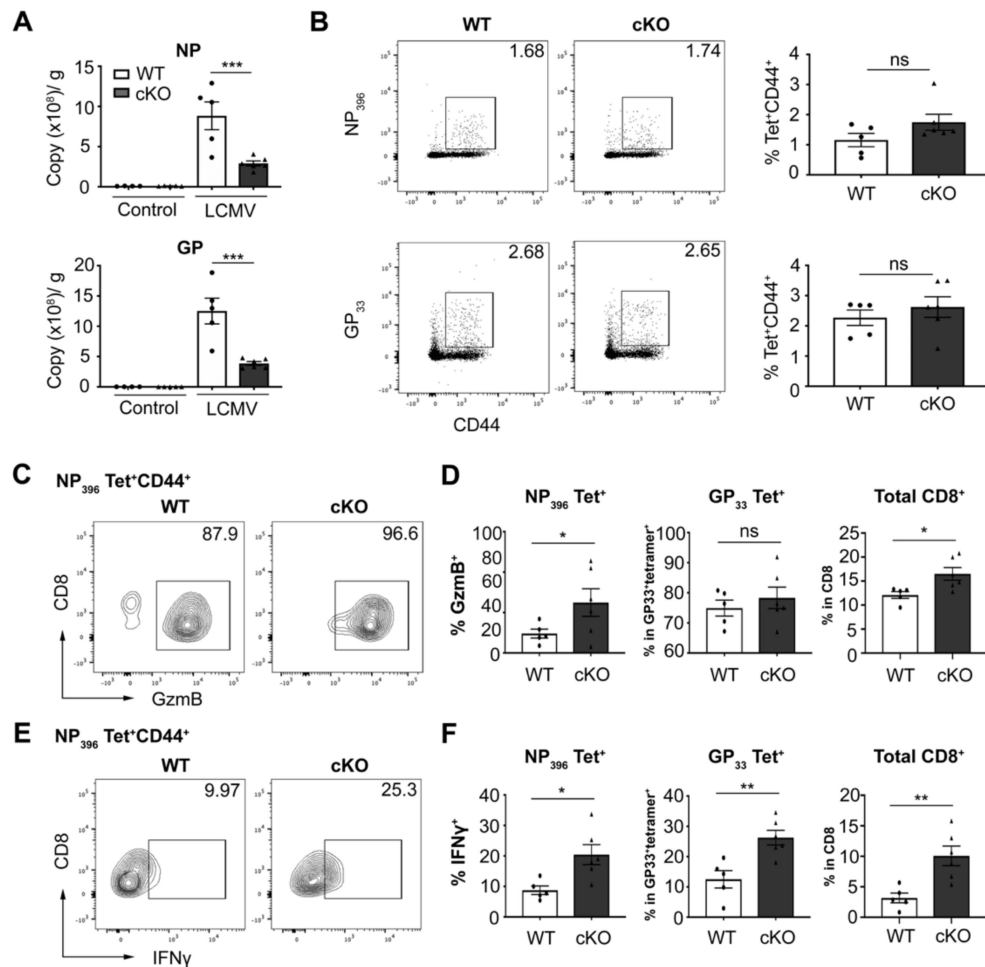 A
NP
WT
cKO
***
Copy (x10⁸)/ g
15
10
5
0
Control
LCMV
GP
***
Copy (x10⁸)/ g
20
15
10
5
0
Control
LCMV
B
WT
cKO
1.68
1.74
NP₃₉₆
2.68
2.65
GP₃₃
CD44
ns
% Tet⁺CD44⁺
4
3
2
1
0
WT
cKO
ns
% Tet⁺CD44⁺
4
3
2
1
0
WT
cKO
C
NP₃₉₆ Tet⁺CD44⁺
WT
cKO
87.9
96.6
CD8
GzmB
D
NP₃₉₆ Tet⁺
GP₃₃ Tet⁺
Total CD8⁺
*
ns
*
% GzmB⁺
100
80
60
40
20
0
WT
cKO
% in GP33⁺tetramer⁺
100
90
80
70
60
WT
cKO
% in CD8
25
20
15
10
5
0
WT
cKO
E
NP₃₉₆ Tet⁺CD44⁺
WT
cKO
9.97
25.3
CD8
IFNγ
F
NP₃₉₆ Tet⁺
GP₃₃ Tet⁺
Total CD8⁺
*
**
**
% IFNγ⁺
40
30
20
10
0
WT
cKO
% in GP33⁺tetramer⁺
40
30
20
10
0
WT
cKO
% in CD8
20
15
10
5
0
WT
cKO